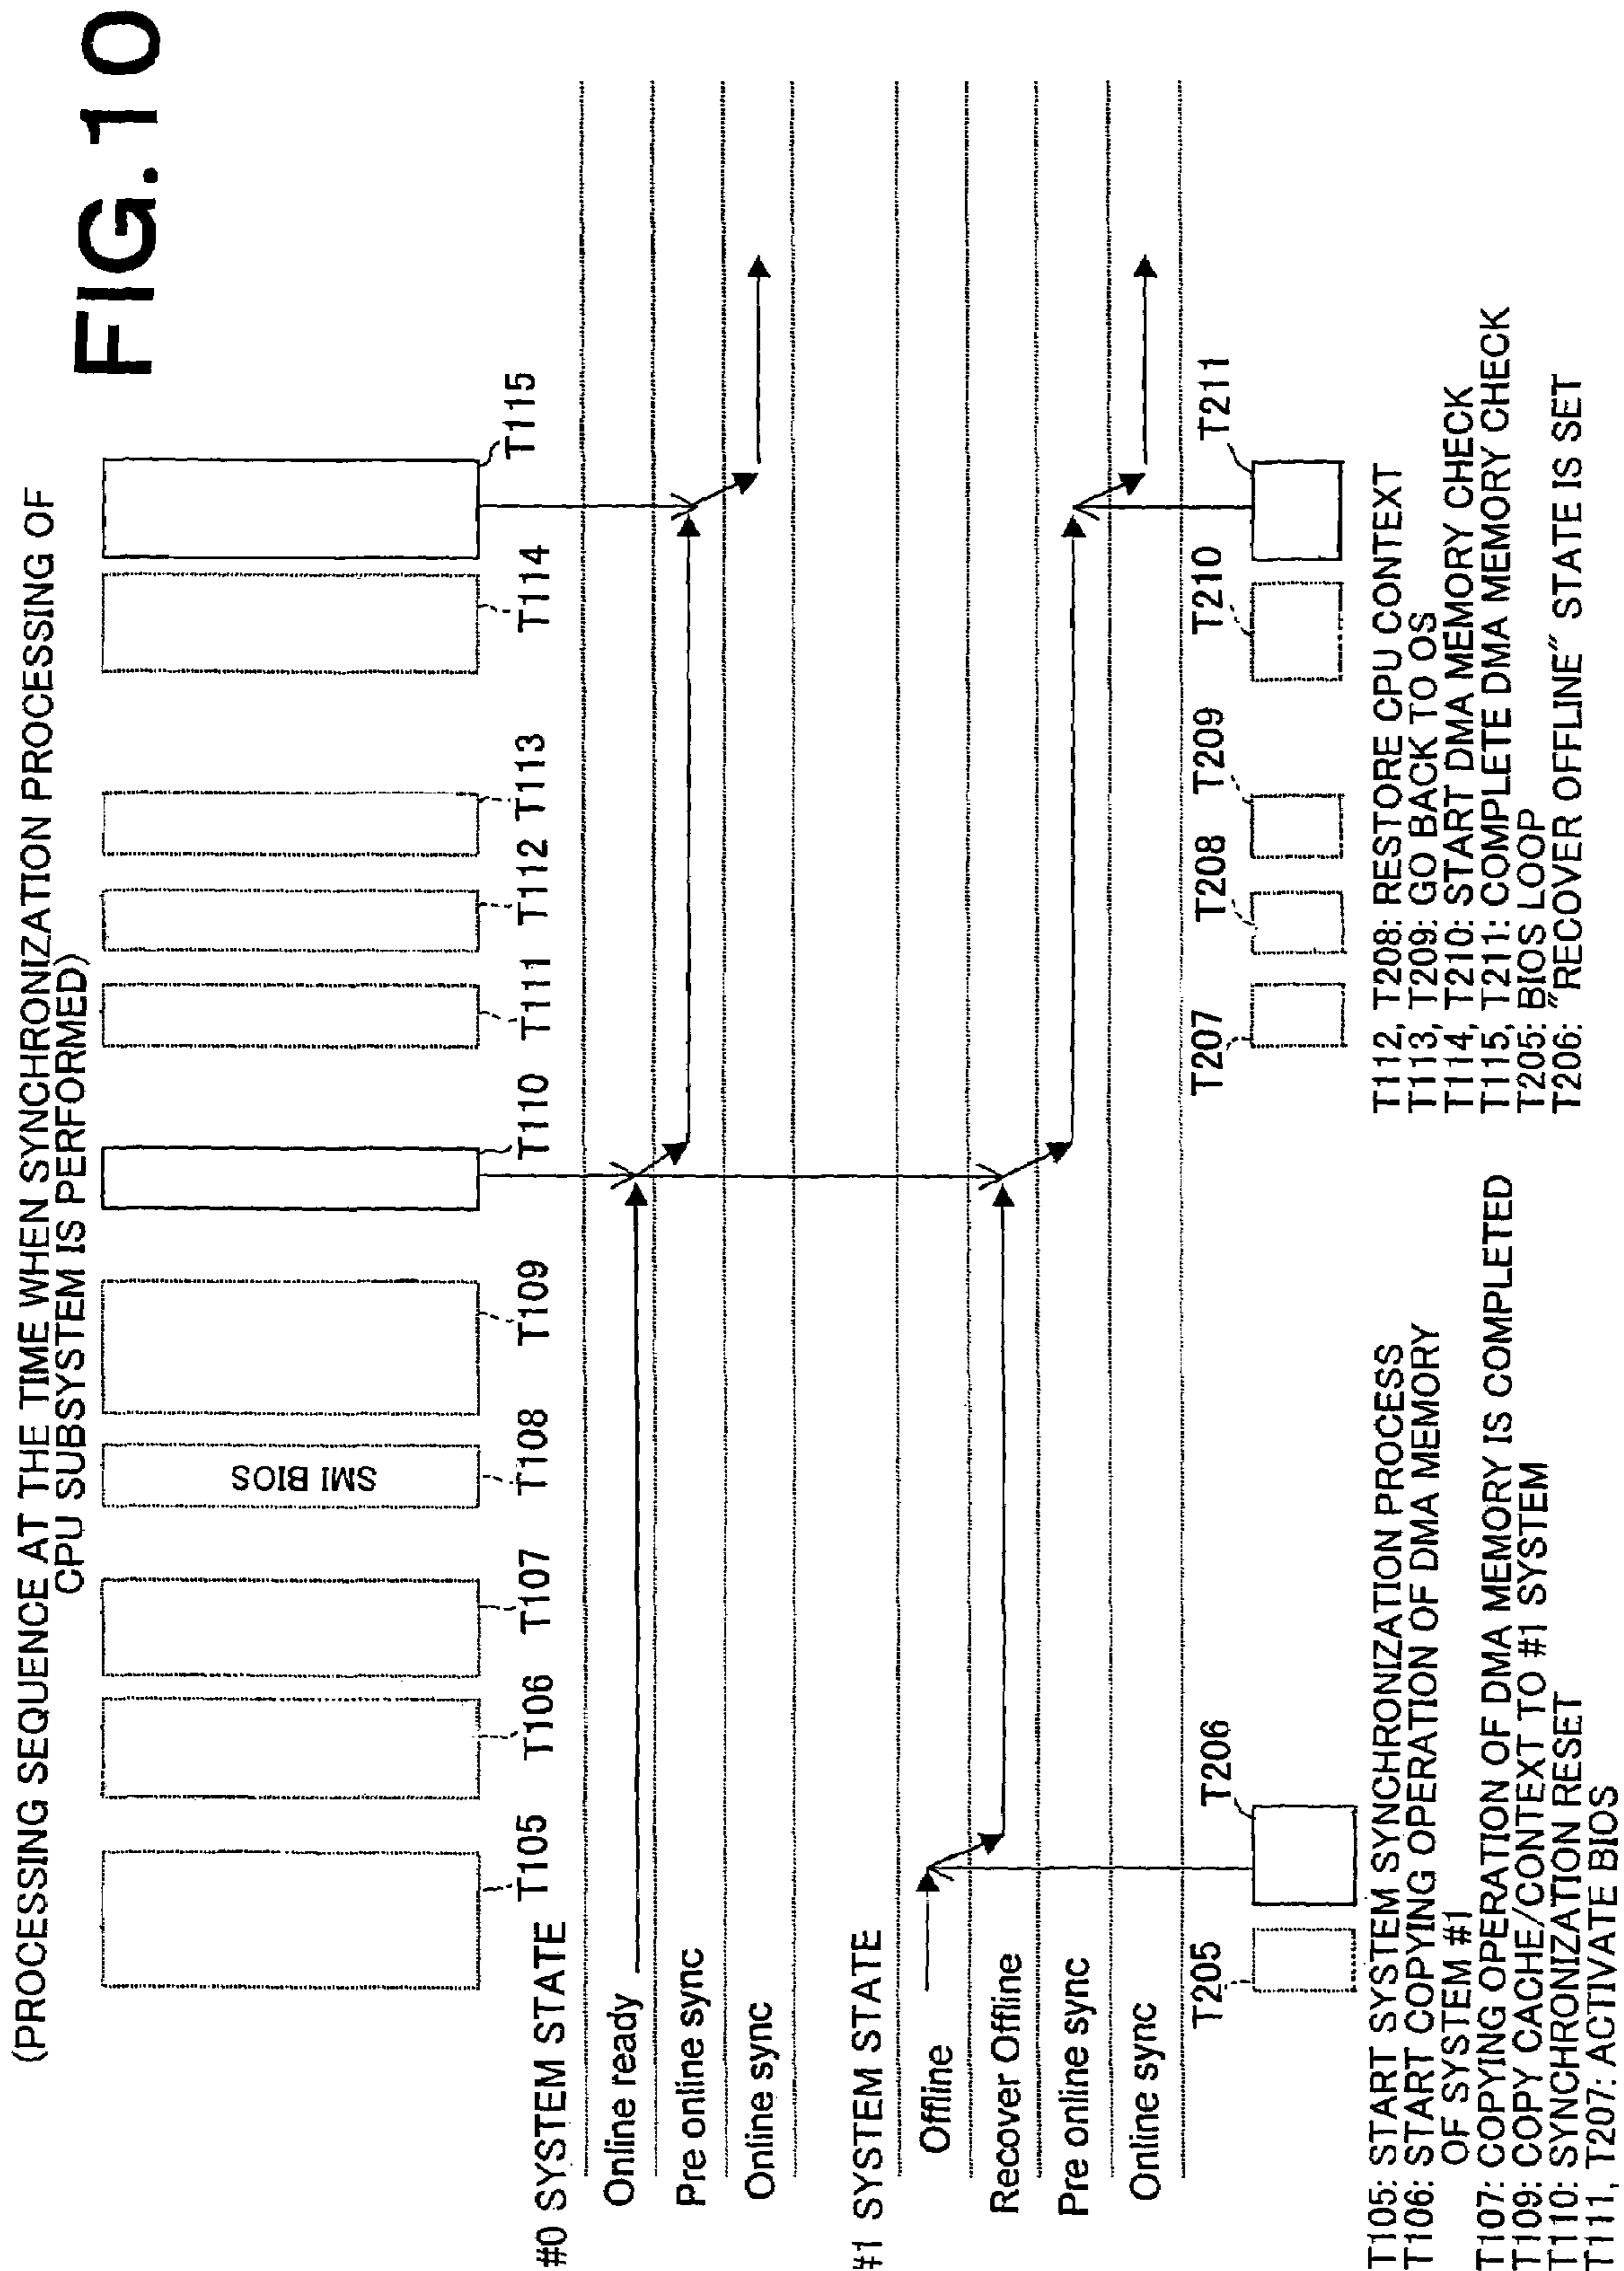 FIG.10
(PROCESSING SEQUENCE AT THE TIME WHEN SYNCHRONIZATION PROCESSING OF
CPU SUBSYSTEM IS PERFORMED)
SMI BIOS
T105
T106
T107
T108
T109
T110
T111
T112
T113
T114
T115
#0 SYSTEM STATE
Online ready
Pre online sync
Online sync
#1 SYSTEM STATE
Offline
Recover Offline
Pre online sync
Online sync
T205
T206
T207
T208
T209
T210
T211
T105: START SYSTEM SYNCHRONIZATION PROCESS
T106: START COPYING OPERATION OF DMA MEMORY
OF SYSTEM #1
T107: COPYING OPERATION OF DMA MEMORY IS COMPLETED
T109: COPY CACHE/CONTEXT TO #1 SYSTEM
T110: SYNCHRONIZATION RESET
T111, T207: ACTIVATE BIOS
T112, T208: RESTORE CPU CONTEXT
T113, T209: GO BACK TO OS
T114, T210: START DMA MEMORY CHECK
T115, T211: COMPLETE DMA MEMORY CHECK
T205: BIOS LOOP
T206: "RECOVER OFFLINE" STATE IS SET